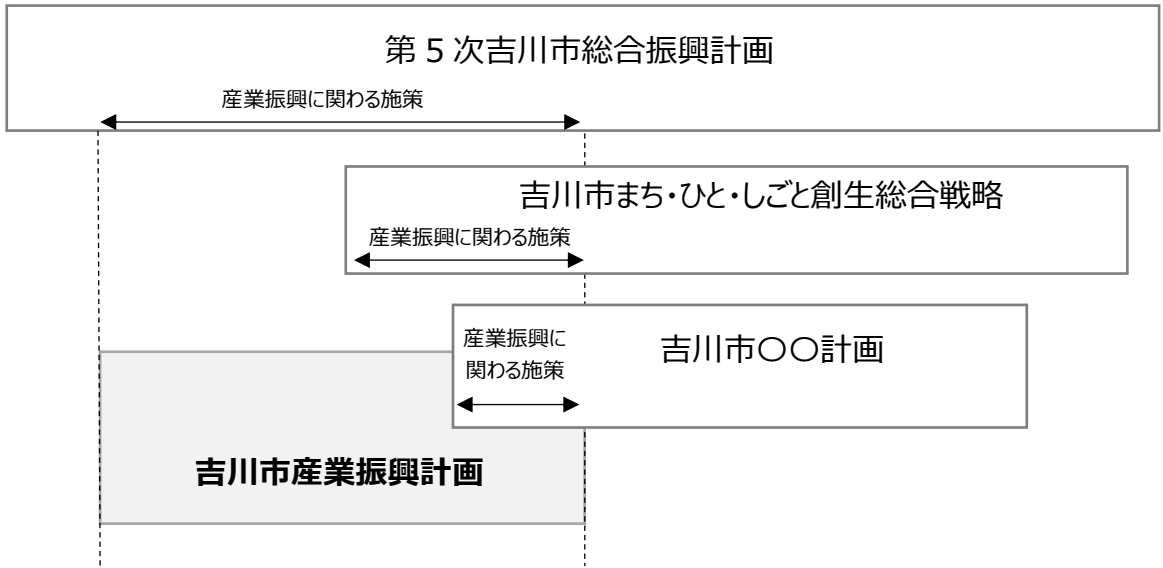 第5次吉川市総合振興計画
産業振興に関わる施策
吉川市まち・ひと・しごと創生総合戦略
産業振興に関わる施策
産業振興に
関わる施策
吉川市〇〇計画
吉川市産業振興計画